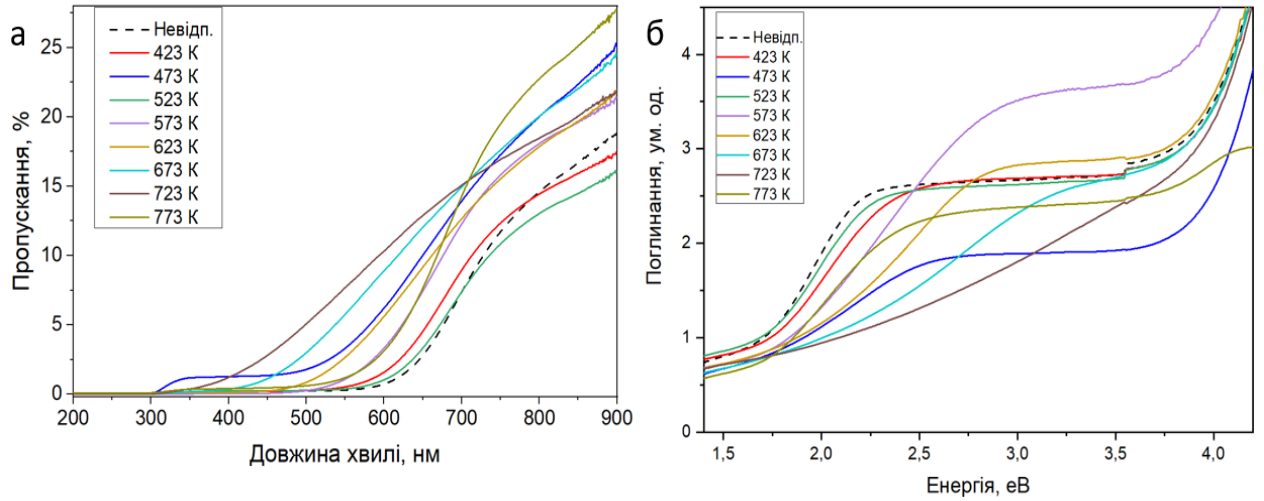 а
Невідп.
423 К
473 К
523 К
573 К
623 К
673 К
723 К
773 К
Пропускання, %
25
20
15
10
5
0
200
300
400
500
600
700
800
900
Довжина хвилі, нм
б
Невідп.
423 К
473 К
523 К
573 К
623 К
673 К
723 К
773 К
Поглинання, ум. од.
4
3
2
1
0
1,5
2,0
2,5
3,0
3,5
4,0
Енергія, еВ